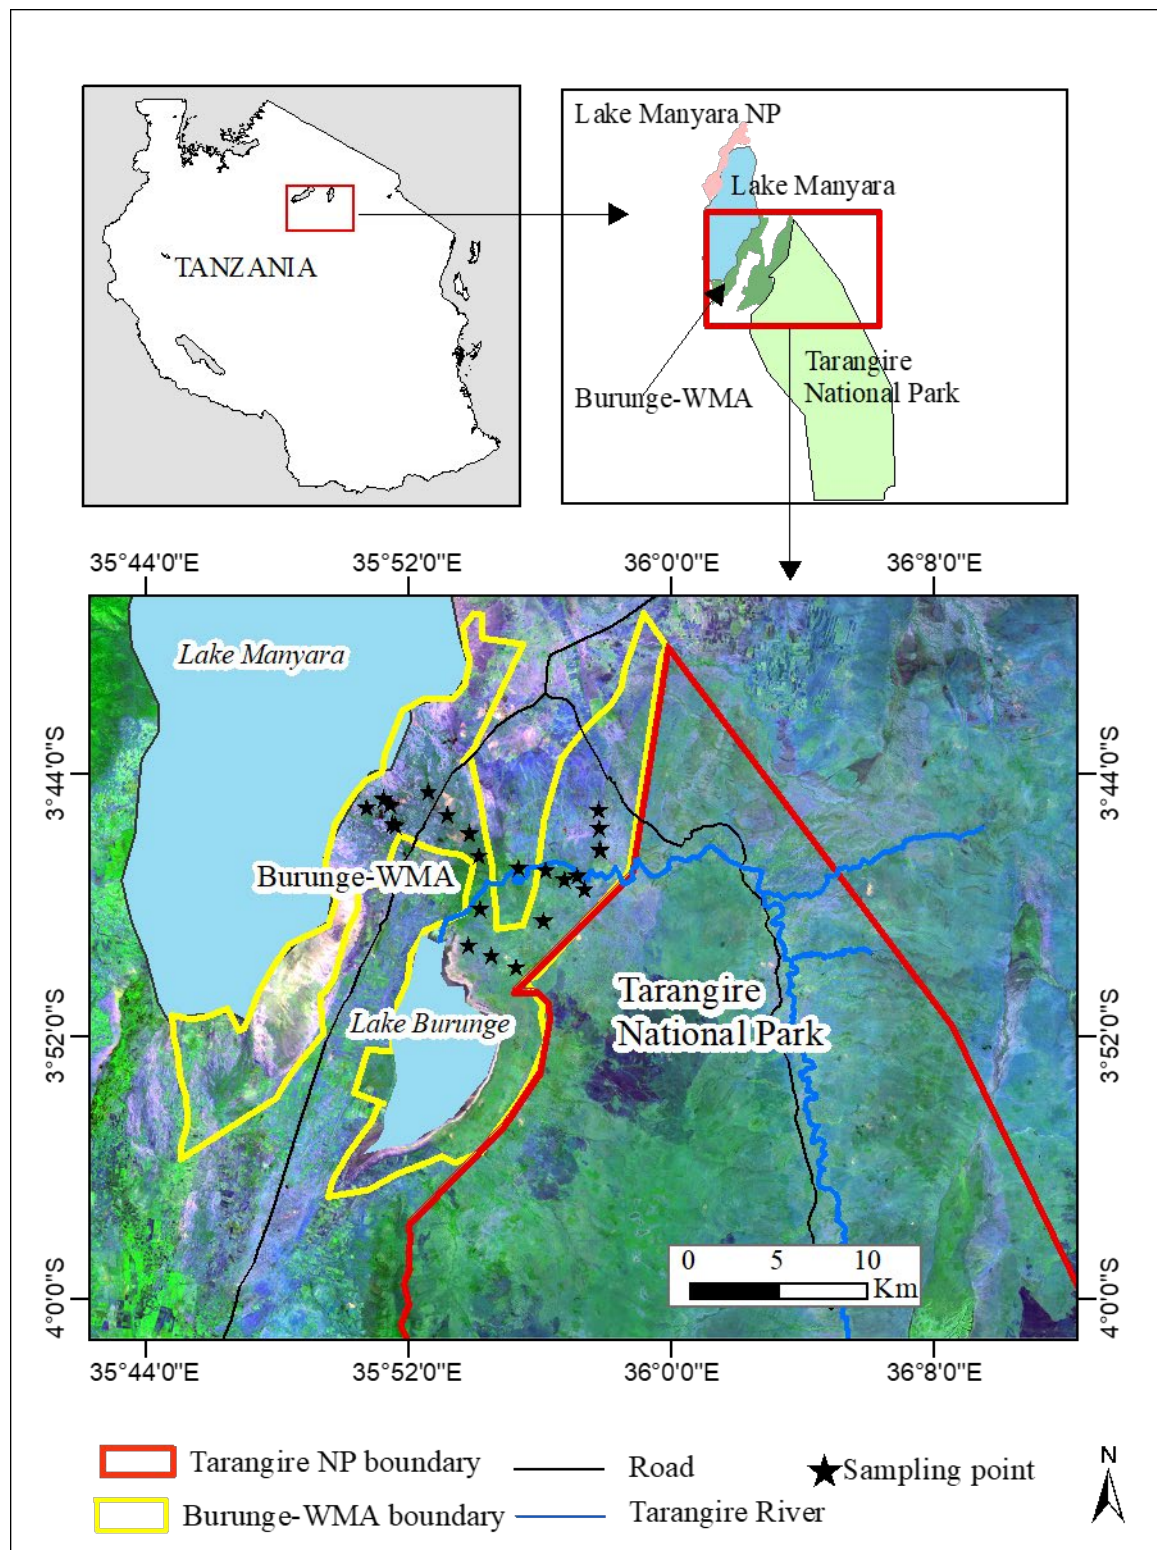 TANZANIA
Lake Manyara NP
Lake Manyara
Burunge-WMA
Tarangire
National Park
35°44'0"E
35°52'0"E
36°0'0"E
36°8'0"E
3°44'0"S
3°44'0"S
3°52'0"S
3°52'0"S
4°0'0"S
4°0'0"S
Lake Manyara
Burunge-WMA
Lake Burunge
Tarangire
National Park
0 5 10
Km
35°44'0"E
35°52'0"E
36°0'0"E
36°8'0"E
Tarangire NP boundary
Road
Sampling point
Burunge-WMA boundary
Tarangire River
N